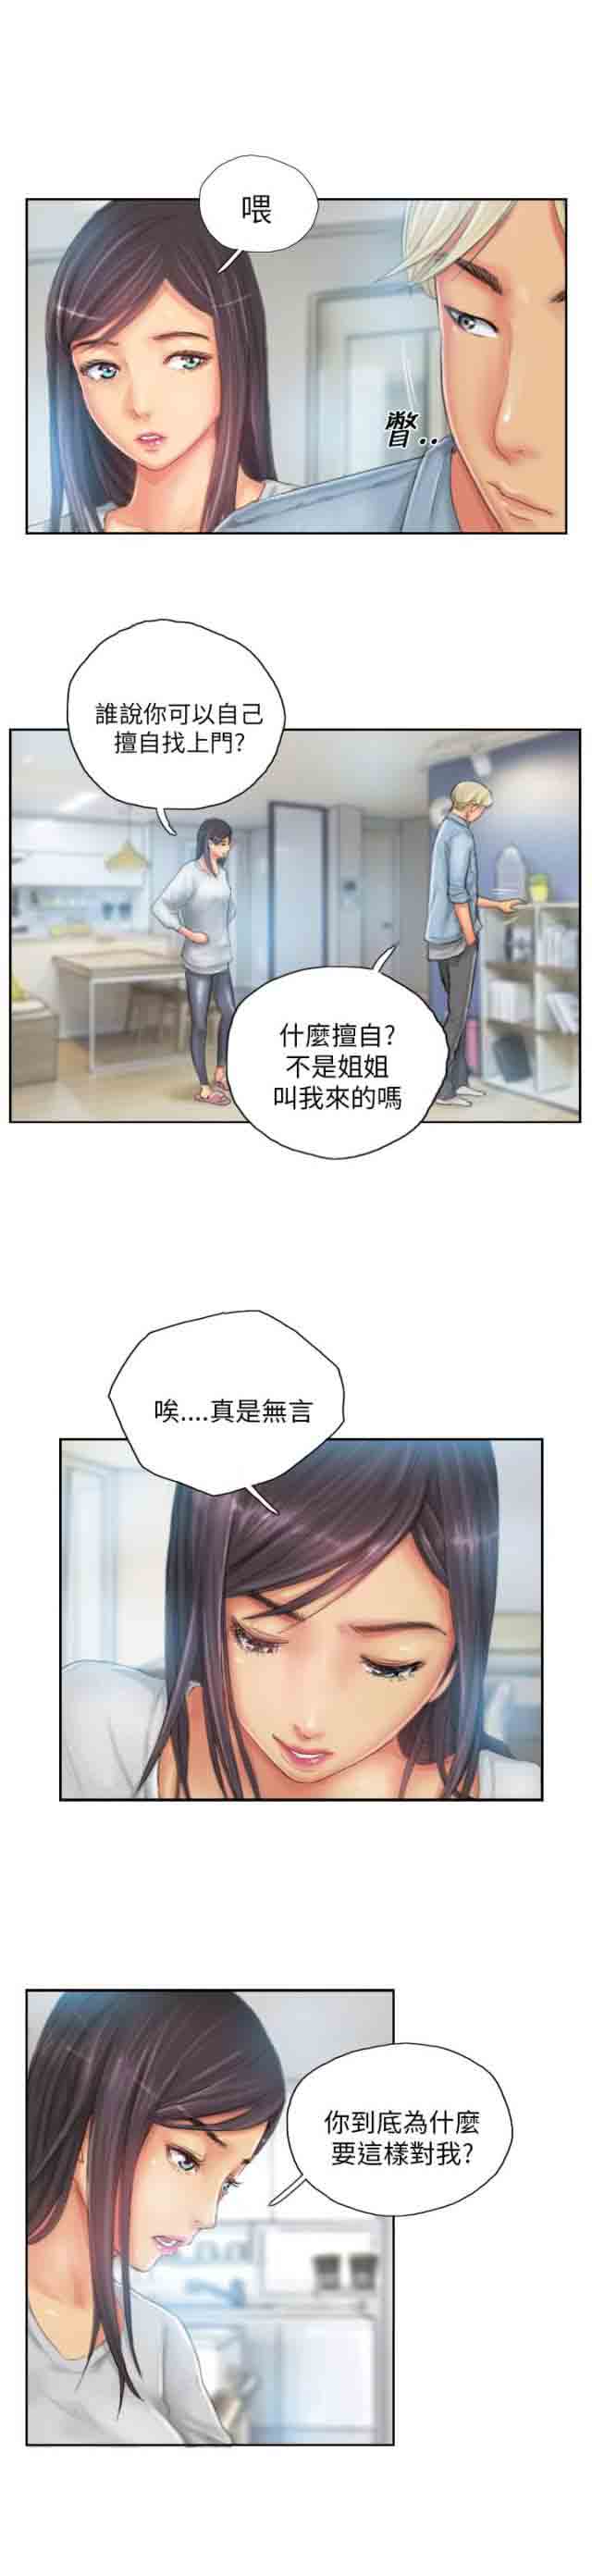 喂
瞥..
誰說你可以自己
擅自找上門?
什麼擅自?
不是姐姐
叫我來的嗎
唉....真是無言
你到底為什麼
要這樣對我?